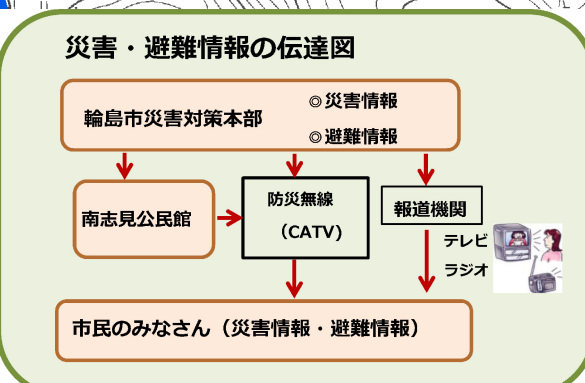 災害・避難情報の伝達図
輪島市災害対策本部
◎災害情報
◎避難情報
南志見公民館
防災無線
(CATV)
報道機関
テレビ
ラジオ
市民のみなさん（災害情報・避難情報）